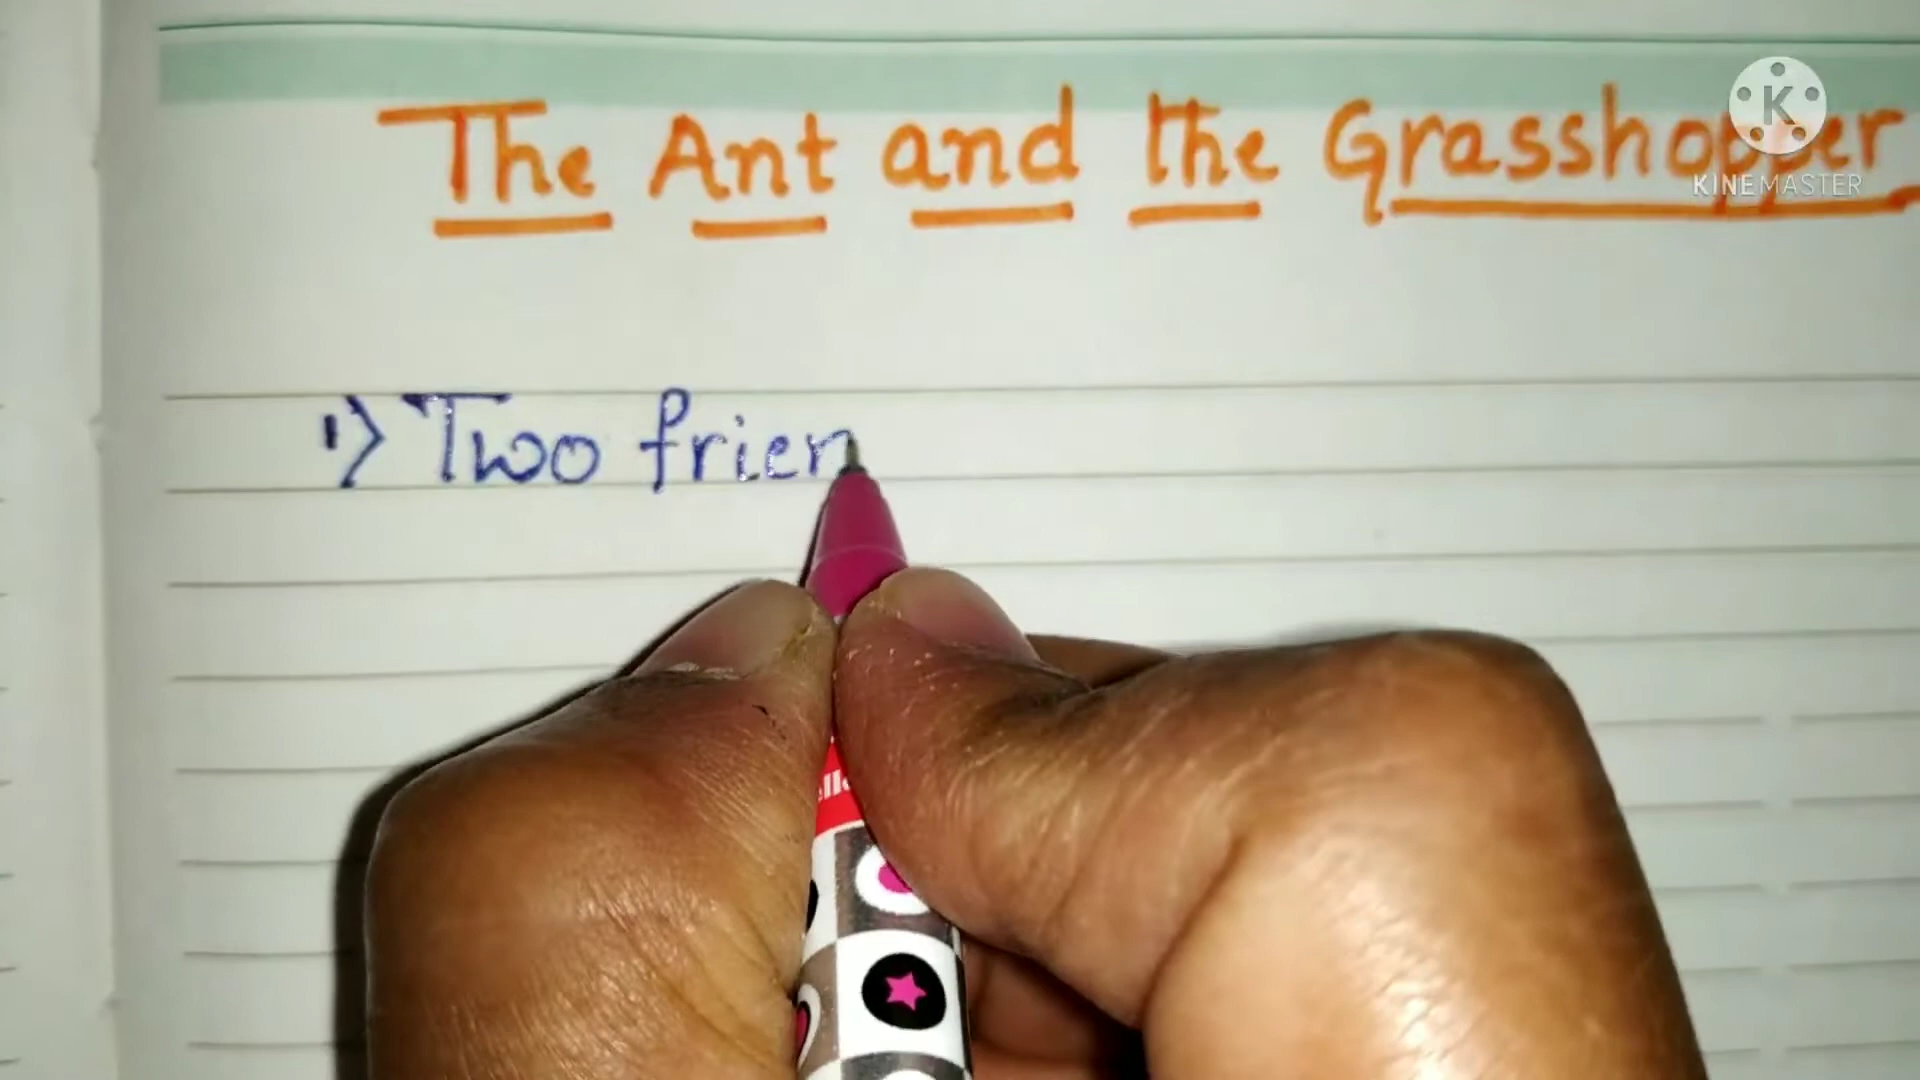 The Ant and the Grasshopper
K
KINEMASTER
1) Two frien